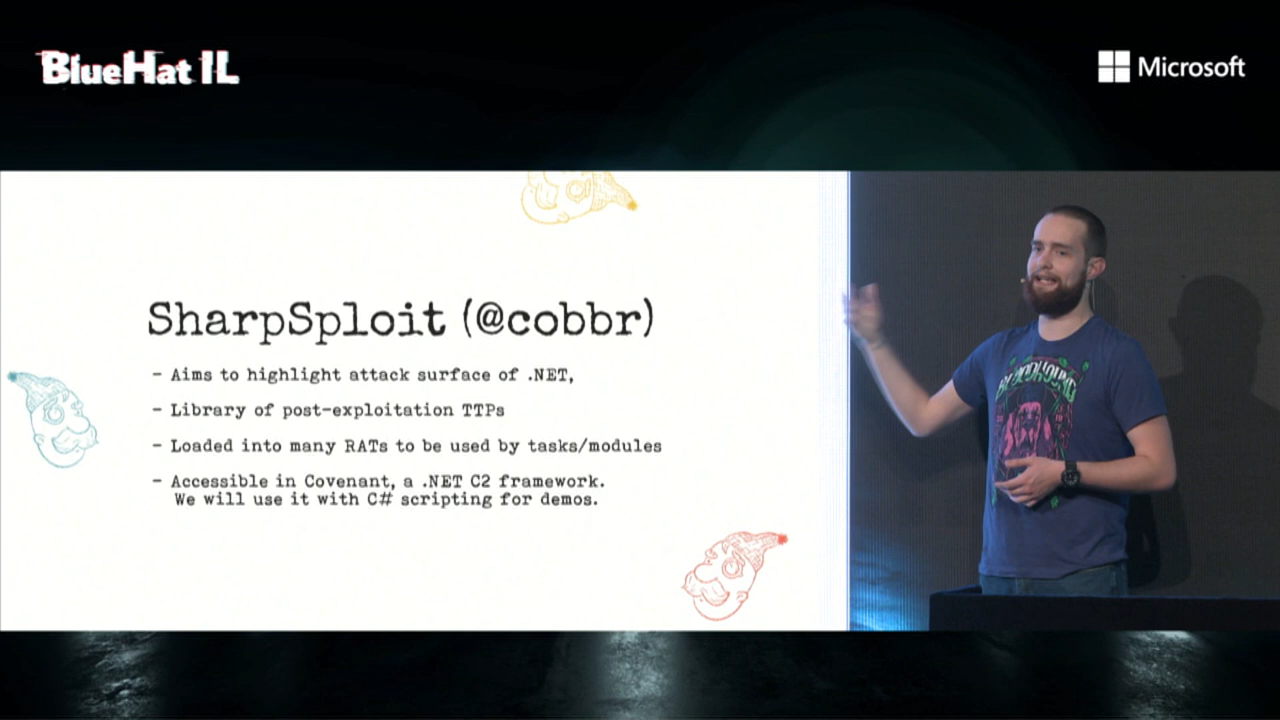 BlueHat IL
Microsoft
SharpSploit (@cobbr)
- Aims to highlight attack surface of .NET,
- Library of post-exploitation TTPs
- Loaded into many RATs to be used by tasks/modules
- Accessible in Covenant, a .NET C2 framework.
We will use it with C# scripting for demos.
BLOODHOUND